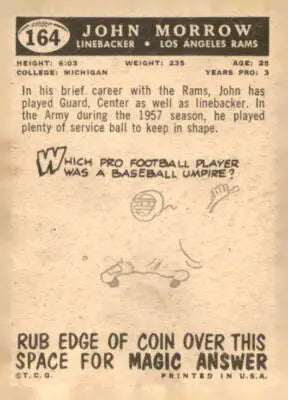 164
JOHN MORROW
LINEBACKER • LOS ANGELES RAMS
HEIGHT: 6:03 WEIGHT: 235 AGE: 25
COLLEGE: MICHIGAN YEARS PRO: 3
In his brief career with the Rams, John has
played Guard, Center as well as linebacker. In
the Army during the 1957 season, he played
plenty of service ball to keep in shape.
WHICH PRO FOOTBALL PLAYER
WAS A BASEBALL UMPIRE?
RUB EDGE OF COIN OVER THIS
SPACE FOR MAGIC ANSWER
©T.C.G. PRINTED IN U.S.A.